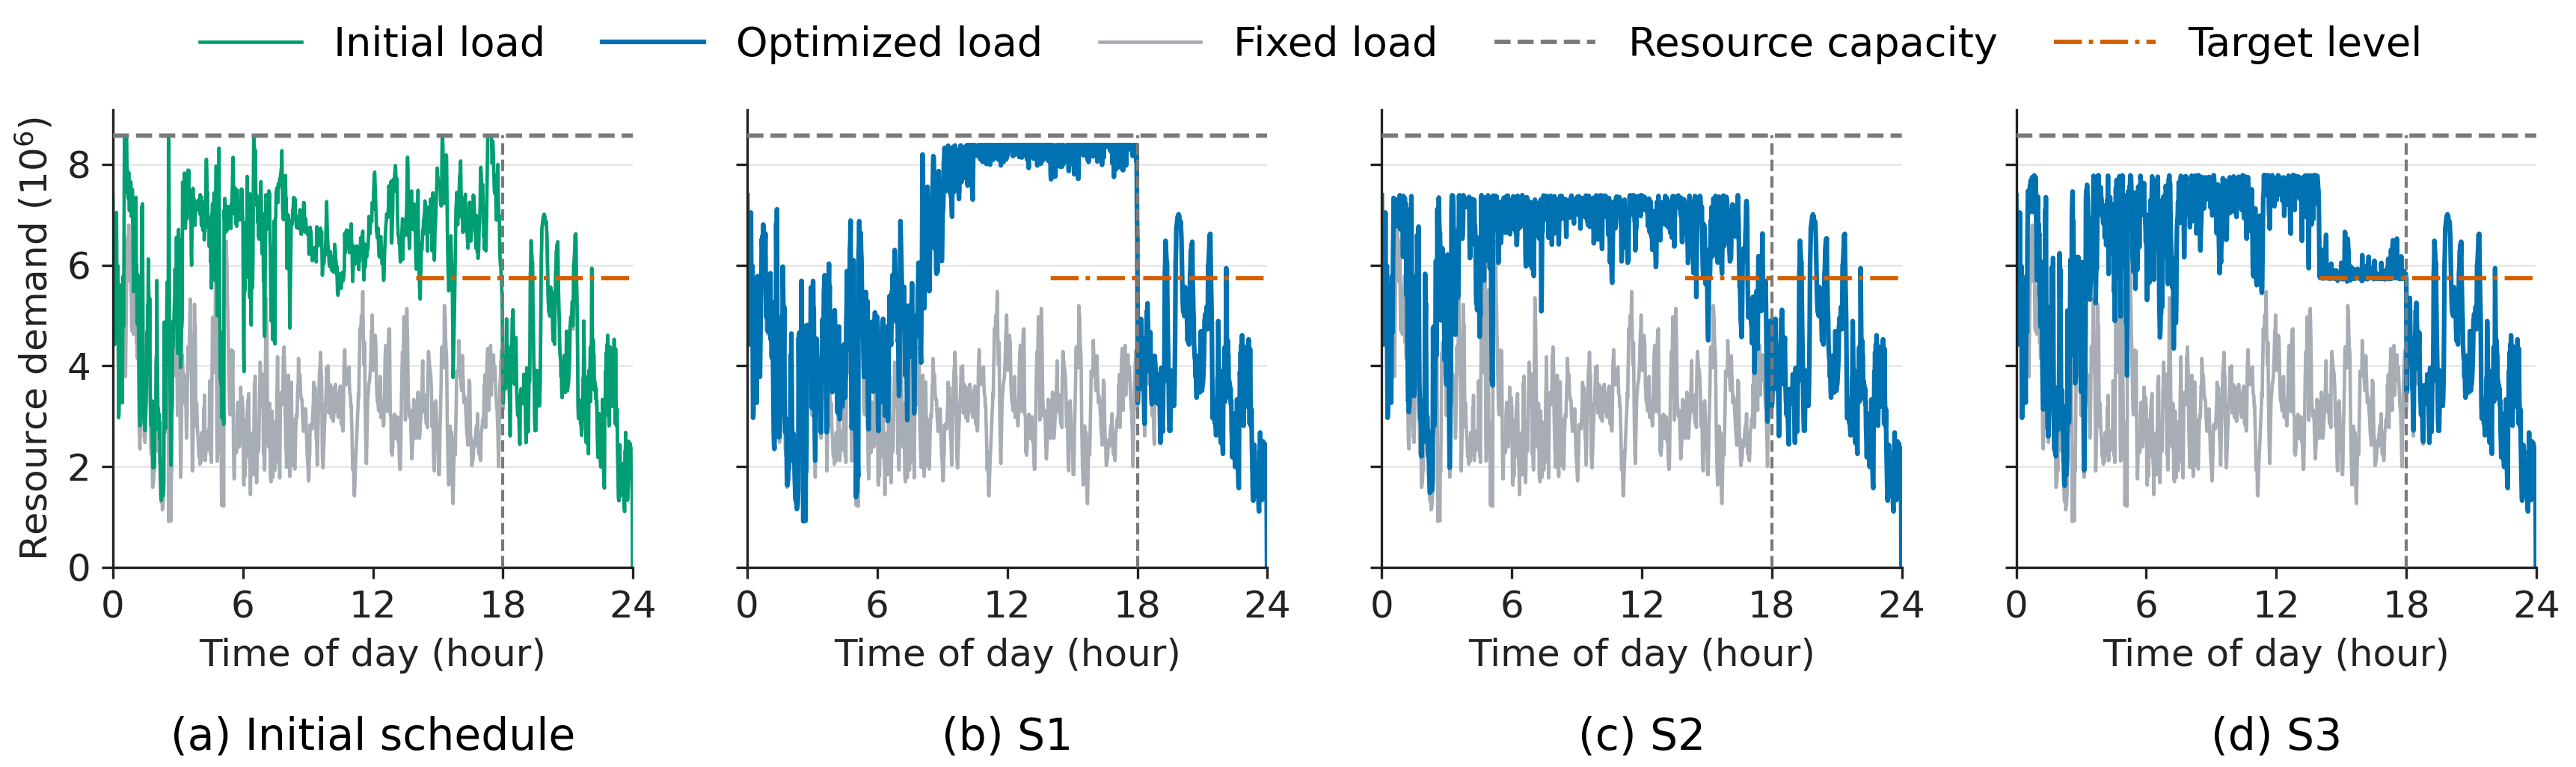 Initial load Optimized load Fixed load Resource capacity Target level
Resource demand (10⁶)
8
6
4
2
0
0 6 12 18 24
Time of day (hour)
(a) Initial schedule
0 6 12 18 24
Time of day (hour)
(b) S1
0 6 12 18 24
Time of day (hour)
(c) S2
0 6 12 18 24
Time of day (hour)
(d) S3